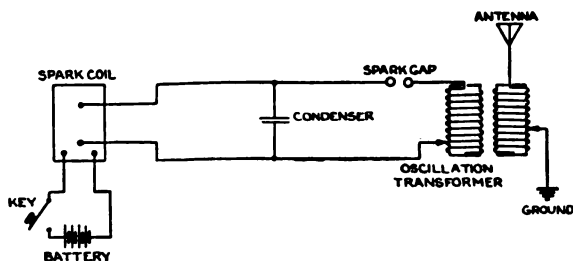 ANTENNA
SPARK COIL
SPARK GAP
CONDENSER
OSCILLATION
TRANSFORMER
KEY
GROUND
BATTERY